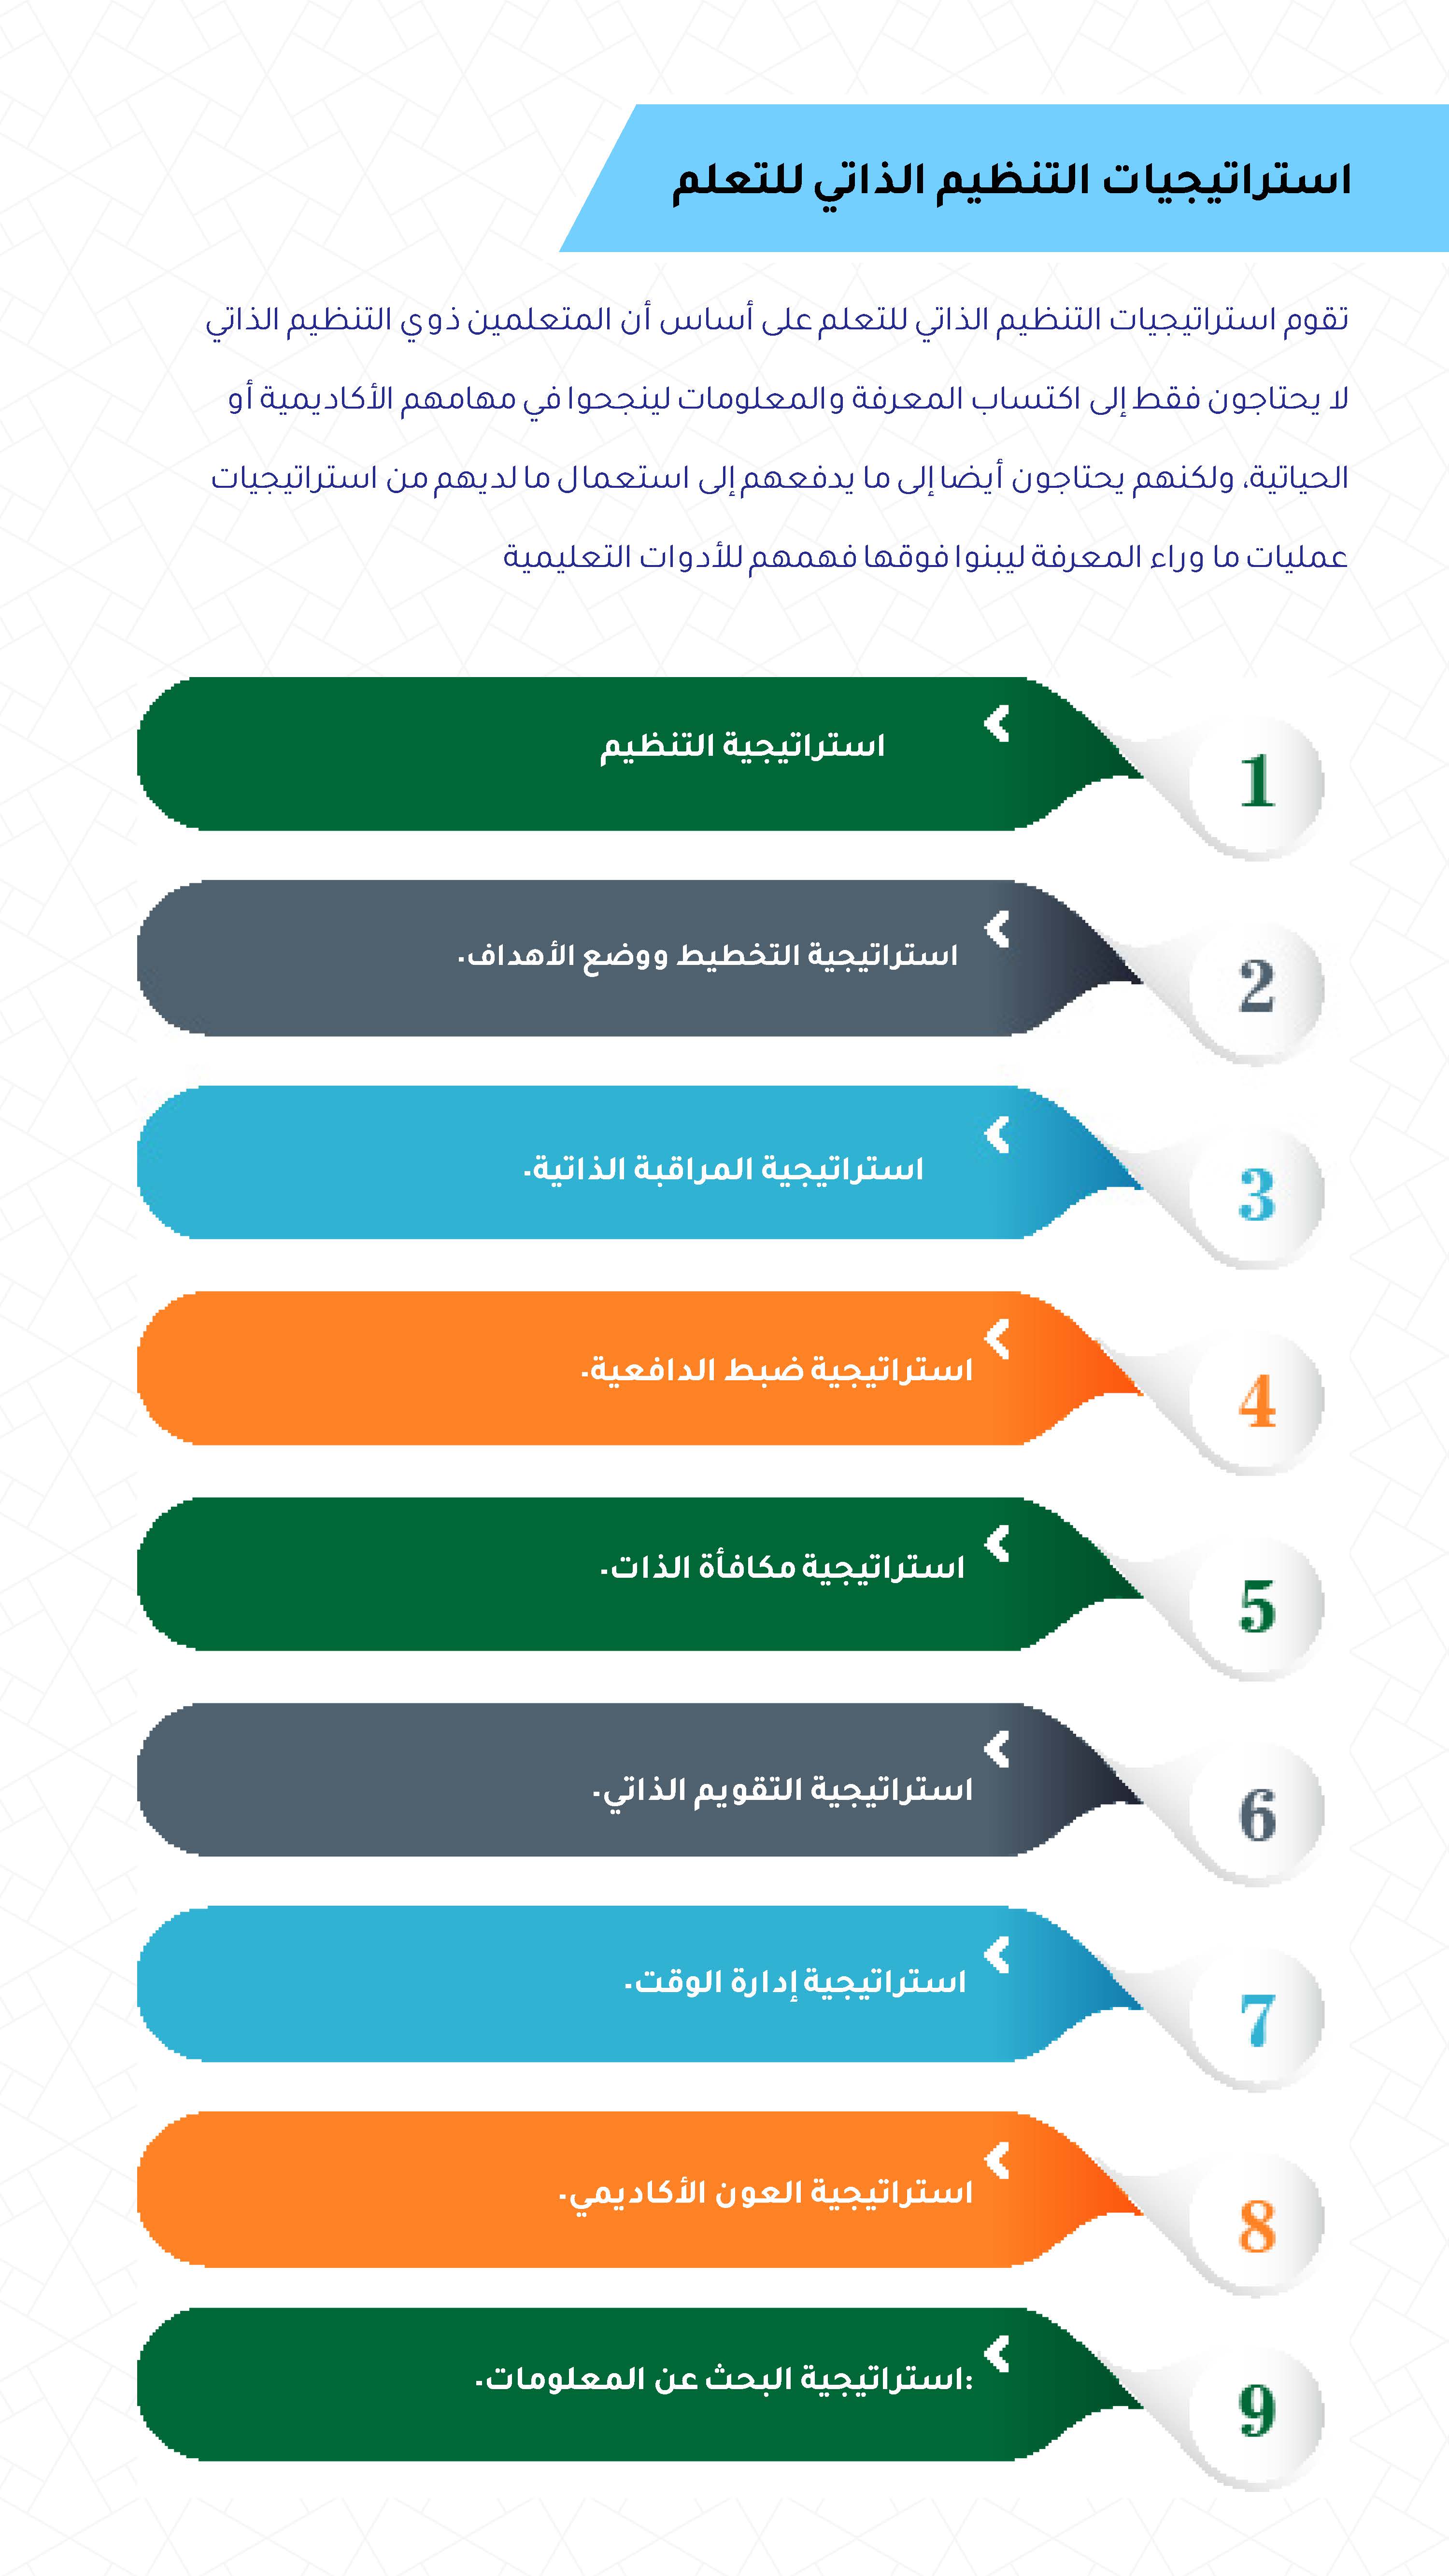 استراتيجيات التنظيم الذاتي للتعلم
تقوم استراتيجيات التنظيم الذاتي للتعلم على أساس أن المتعلمين ذوي التنظيم الذاتي
لا يحتاجون فقط إلى اكتساب المعرفة والمعلومات لينجحوا في مهامهم الأكاديمية أو
الحياتية، ولكنهم يحتاجون أيضا إلى ما يدفعهم إلى استعمال ما لديهم من استراتيجيات
عمليات ما وراء المعرفة ليبنوا فوقها فهمهم للأدوات التعليمية
1 استراتيجية التنظيم
2 استراتيجية التخطيط ووضع الأهداف.
3 استراتيجية المراقبة الذاتية.
4 استراتيجية ضبط الدافعية.
5 استراتيجية مكافأة الذات.
6 استراتيجية التقويم الذاتي.
7 استراتيجية إدارة الوقت.
8 استراتيجية العون الأكاديمي.
9 :استراتيجية البحث عن المعلومات.